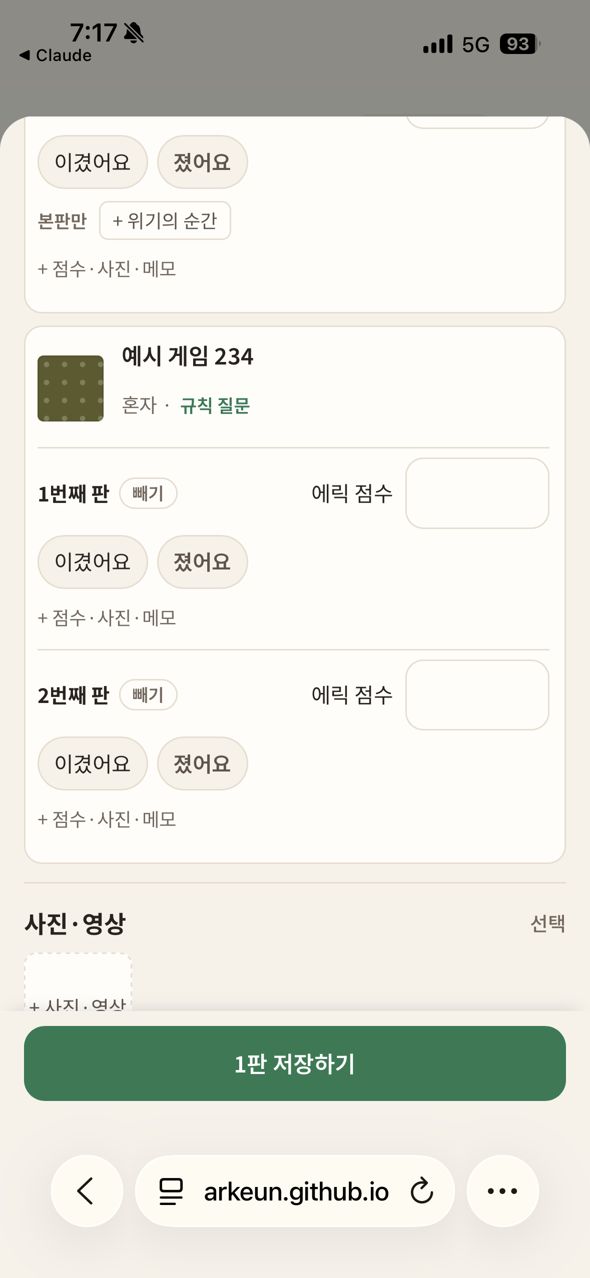 7:17
5G 93
◀ Claude
이겼어요 졌어요
본판만 + 위기의 순간
+ 점수·사진·메모
예시 게임 234
혼자 · 규칙 질문
1번째 판 빼기 에릭 점수
이겼어요 졌어요
+ 점수·사진·메모
2번째 판 빼기 에릭 점수
이겼어요 졌어요
+ 점수·사진·메모
사진·영상 선택
+ 사진·영상
1판 저장하기
arkeun.github.io